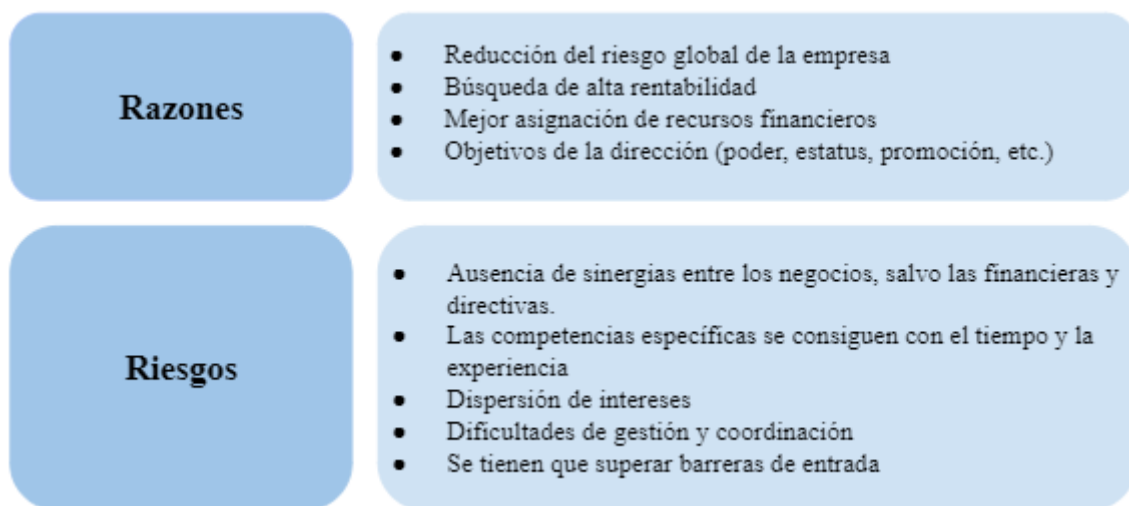 Razones
● Reducción del riesgo global de la empresa
● Búsqueda de alta rentabilidad
● Mejor asignación de recursos financieros
● Objetivos de la dirección (poder, estatus, promoción, etc.)
Riesgos
● Ausencia de sinergias entre los negocios, salvo las financieras y
directivas.
● Las competencias específicas se consiguen con el tiempo y la
experiencia
● Dispersión de intereses
● Dificultades de gestión y coordinación
● Se tienen que superar barreras de entrada